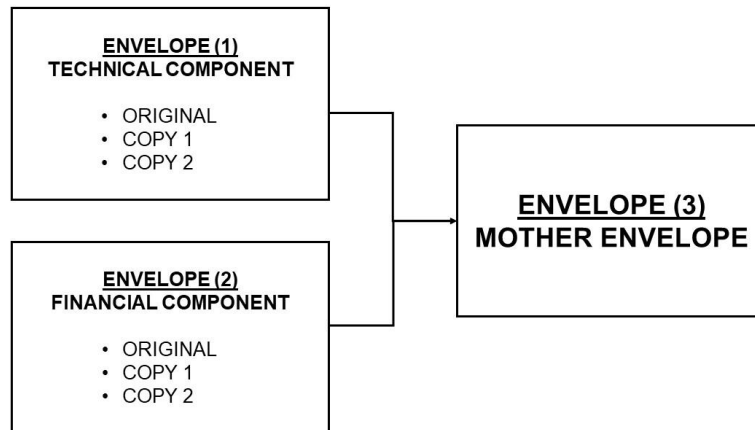 ENVELOPE (1)
TECHNICAL COMPONENT
• ORIGINAL
• COPY 1
• COPY 2
ENVELOPE (2)
FINANCIAL COMPONENT
• ORIGINAL
• COPY 1
• COPY 2
ENVELOPE (3)
MOTHER ENVELOPE